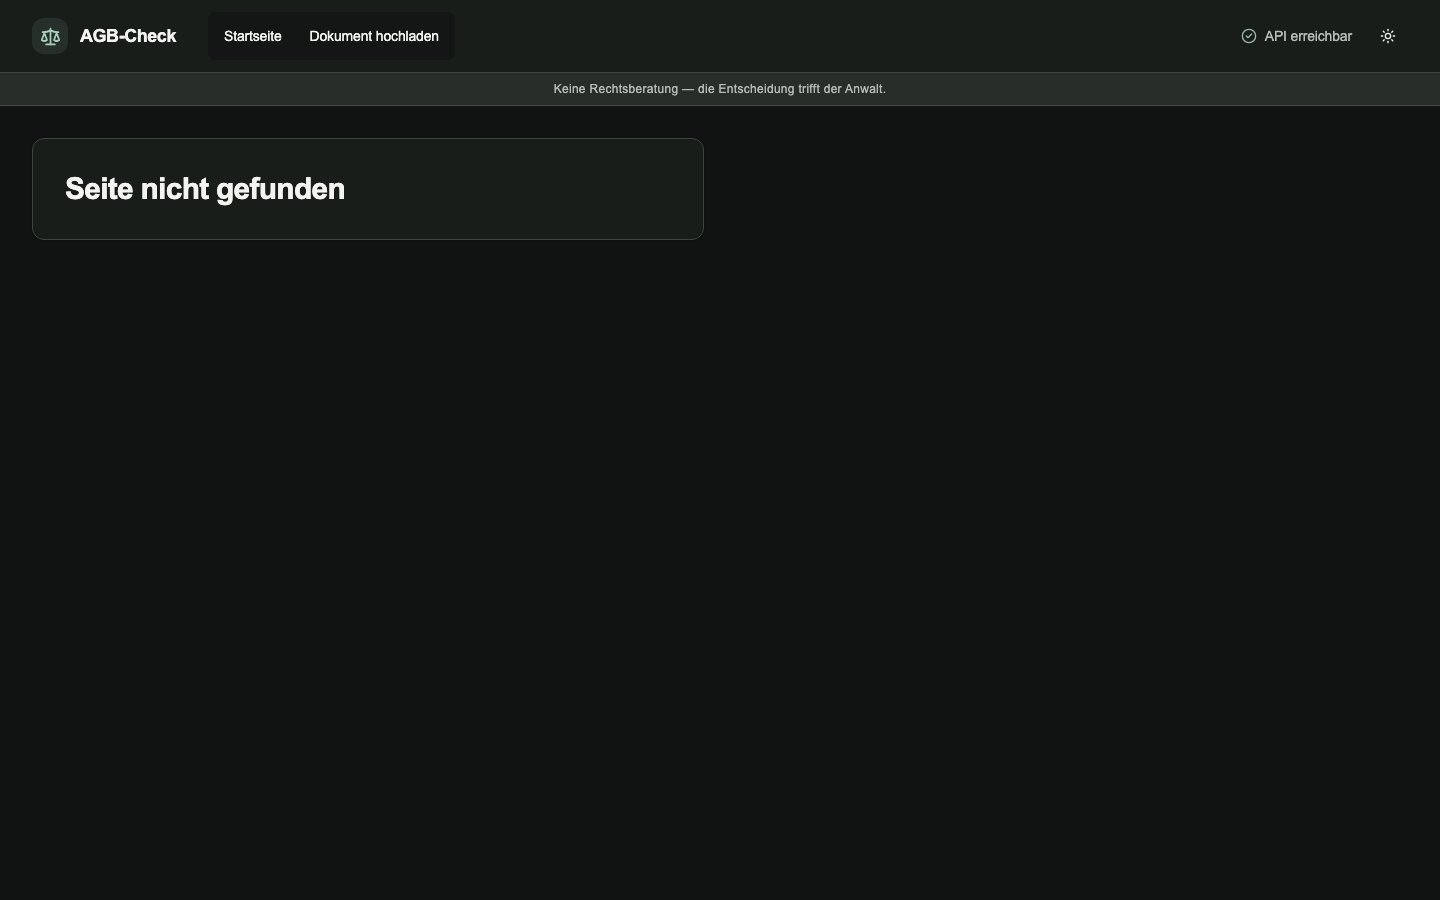 AGB-Check
Startseite
Dokument hochladen
API erreichbar
Keine Rechtsberatung — die Entscheidung trifft der Anwalt.
Seite nicht gefunden